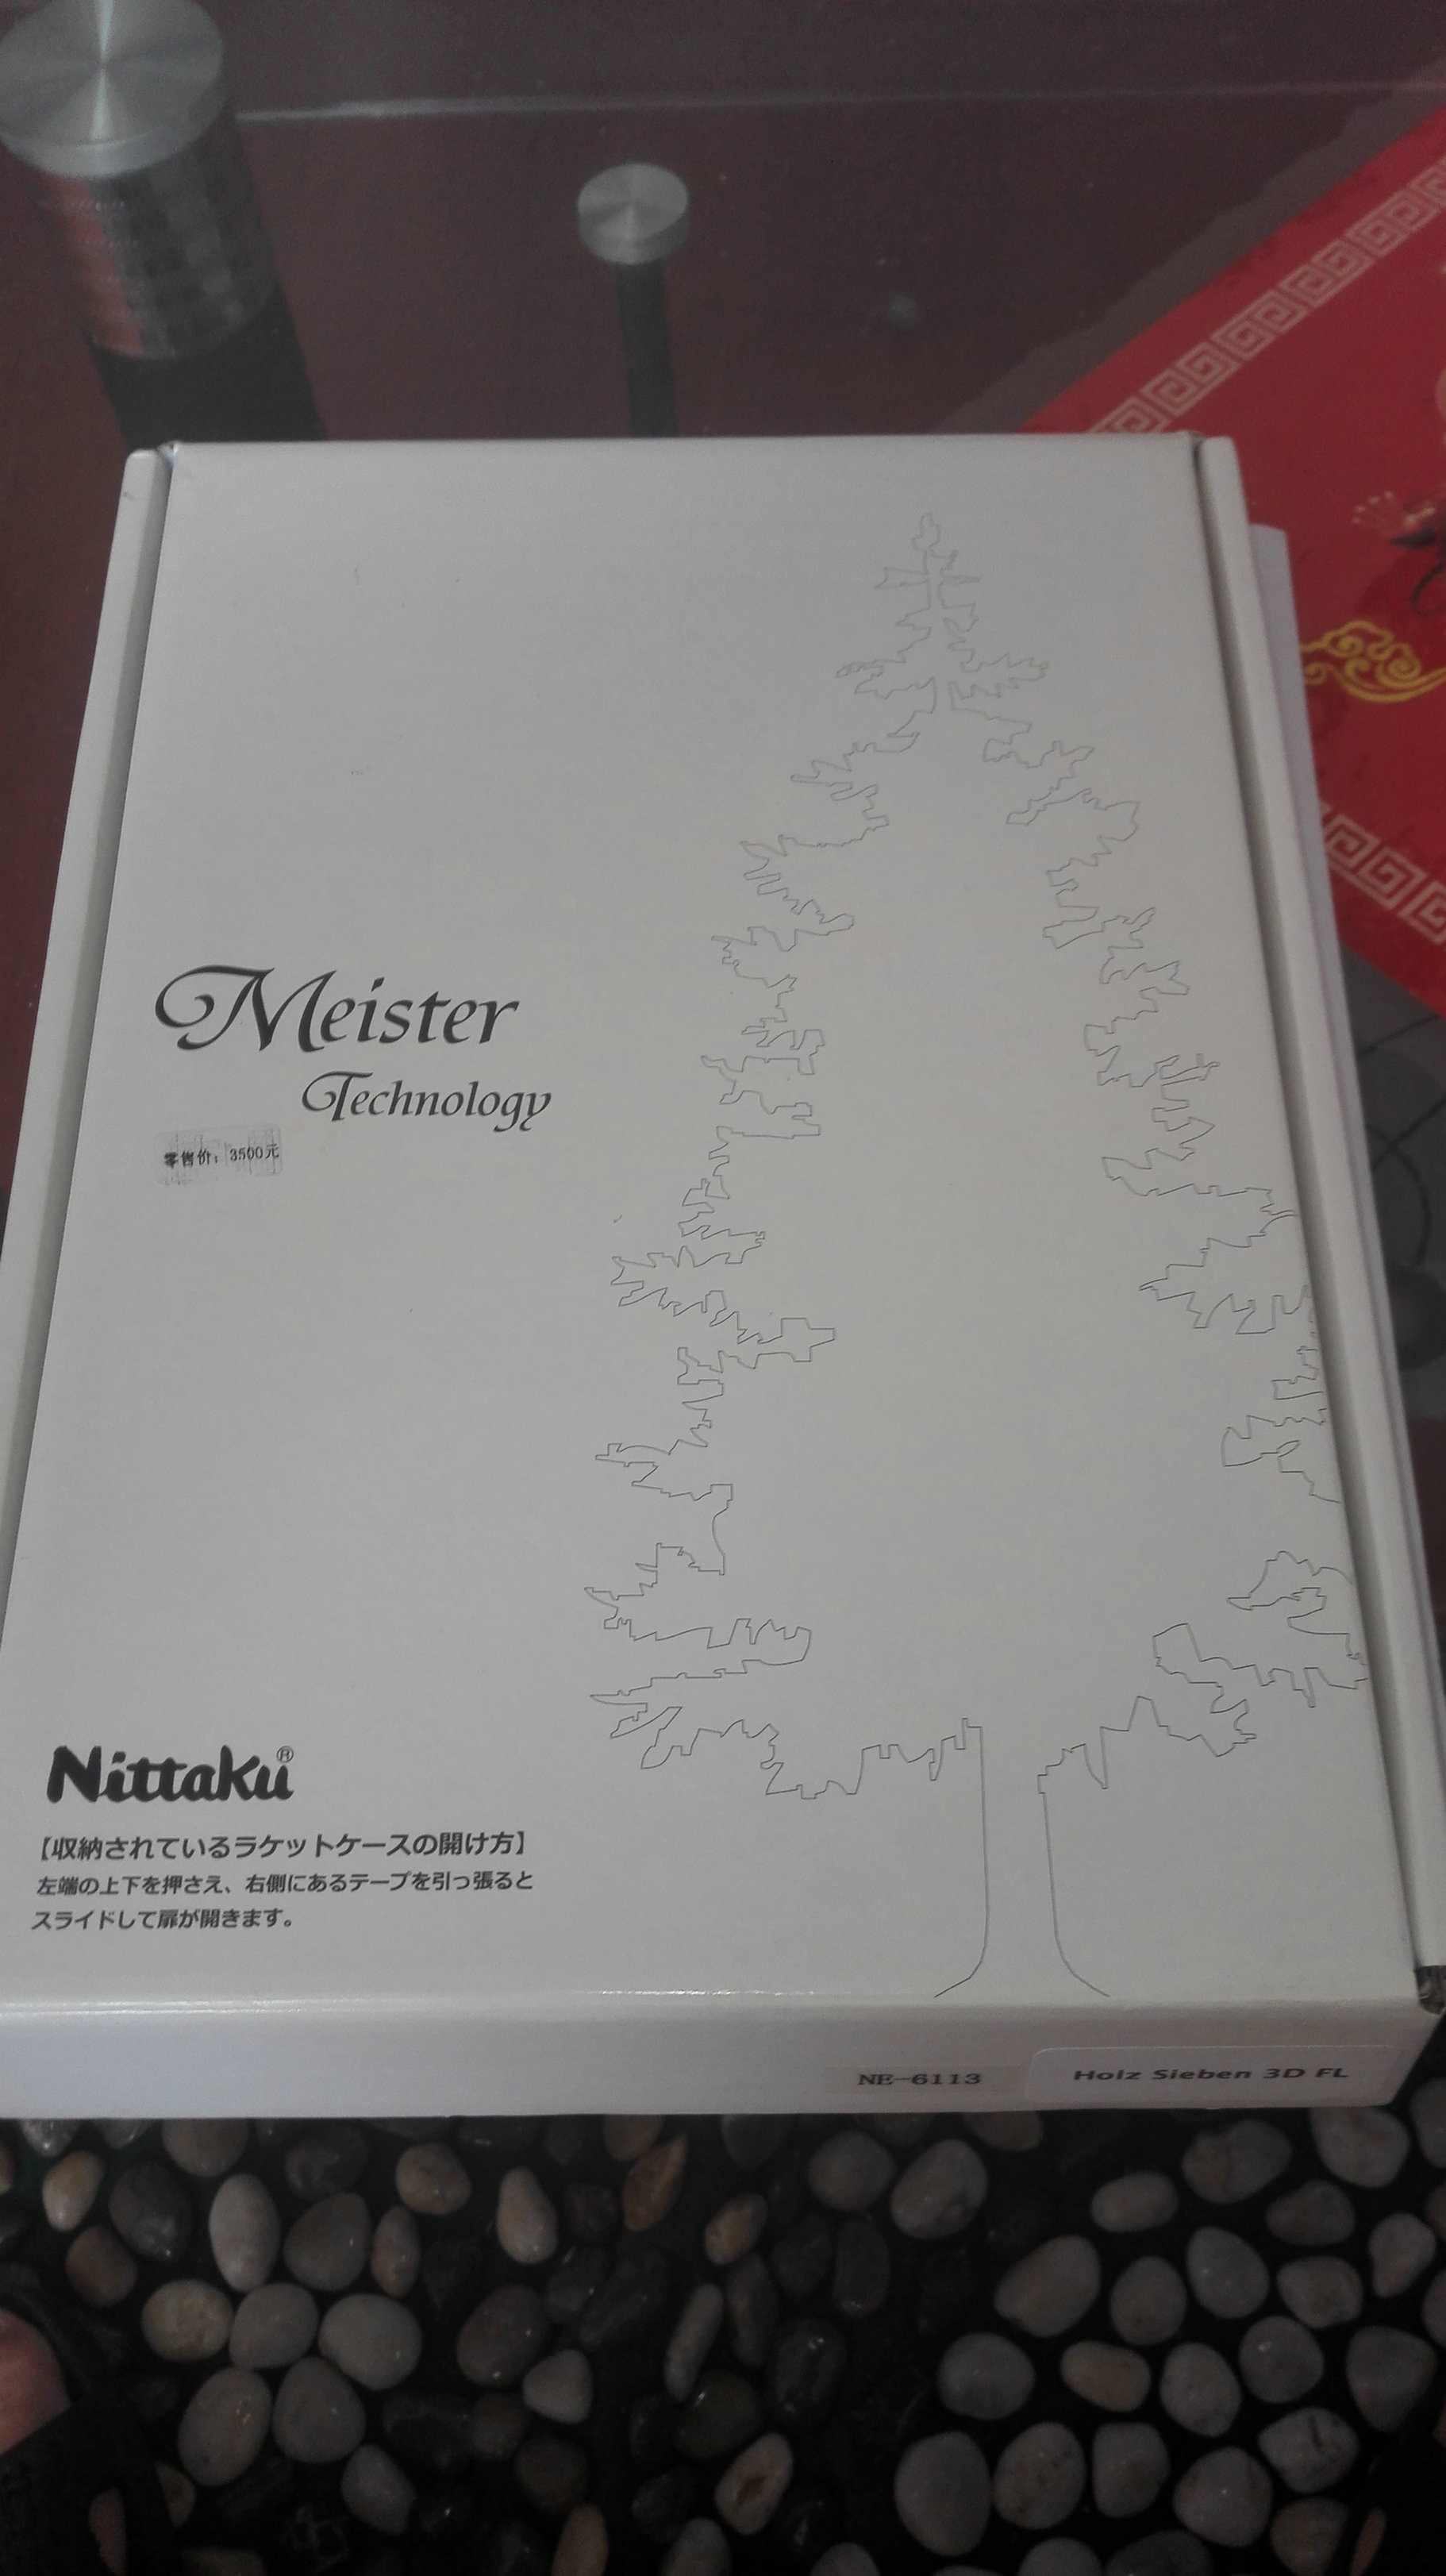 Meister
Technology
零售价：3500元
Nittaku®
【収納されているラケットケースの開け方】
左端の上下を押さえ、右側にあるテープを引っ張ると
スライドして扉が開きます。
NE-6113
Holz Sieben 3D FL